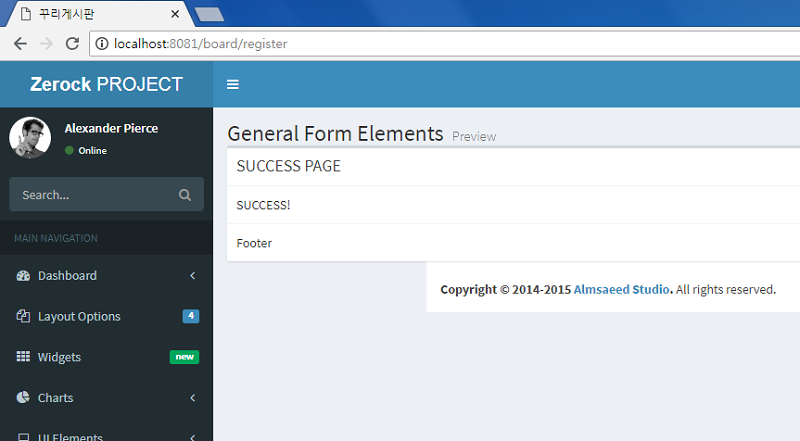 꾸리게시판
localhost:8081/board/register
Zerock PROJECT
Alexander Pierce
Online
Search...
MAIN NAVIGATION
Dashboard
Layout Options 4
Widgets new
Charts
UI Elements
General Form Elements Preview
SUCCESS PAGE
SUCCESS!
Footer
Copyright © 2014-2015 Almsaeed Studio. All rights reserved.